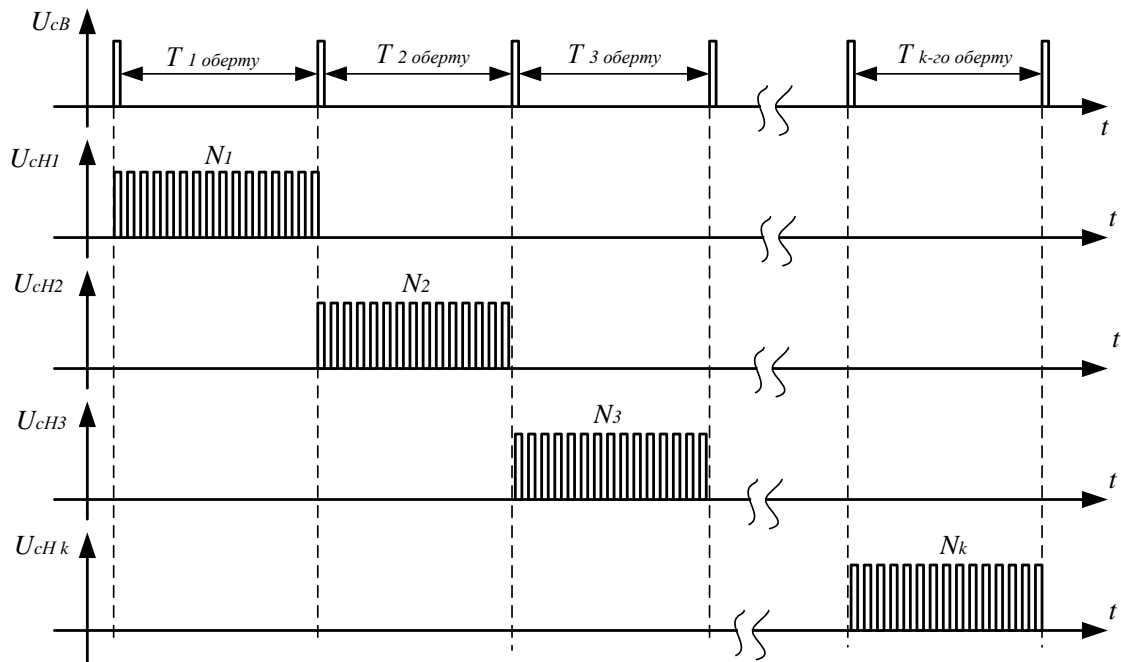 UcB
T 1 оберту
T 2 оберту
T 3 оберту
T k-го оберту
t
UcH1
N1
t
UcH2
N2
t
UcH3
N3
t
UcH k
Nk
t